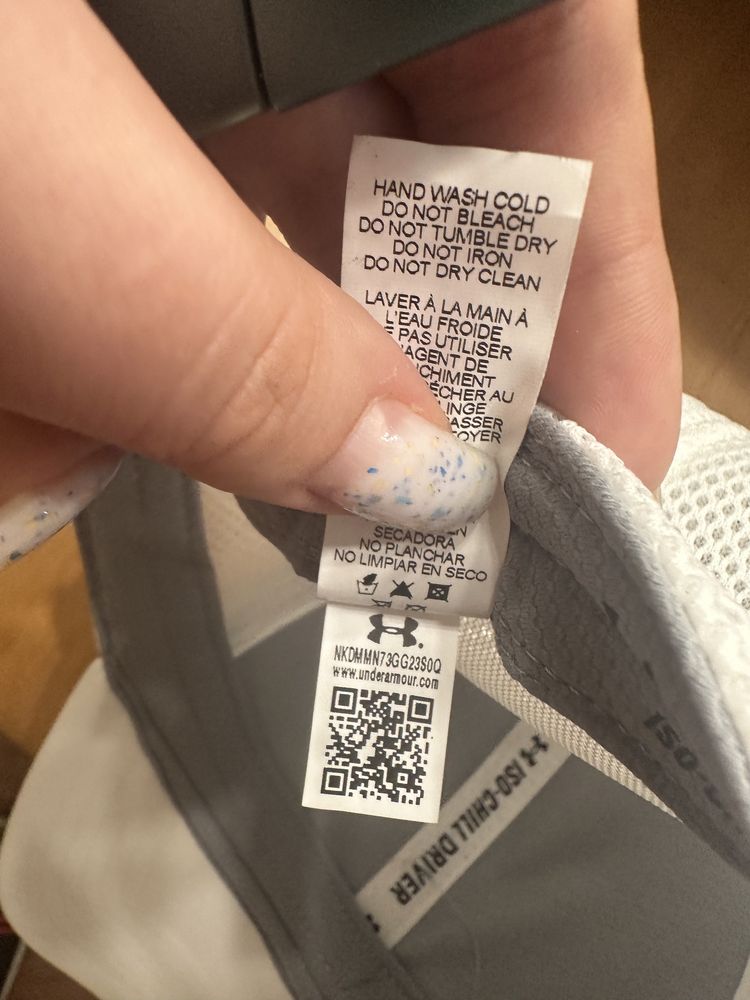 HAND WASH COLD
DO NOT BLEACH
DO NOT TUMBLE DRY
DO NOT IRON
DO NOT DRY CLEAN
LAVER À LA MAIN À
L'EAU FROIDE
PAS UTILISER
AGENT DE
AU
LINGE
SECADORA
NO PLANCHAR
NO LIMPIAR EN SECO
NKDMMN73GG23S0Q
www.underarmour.com
ISO-CHILL DRIVER
ISO-